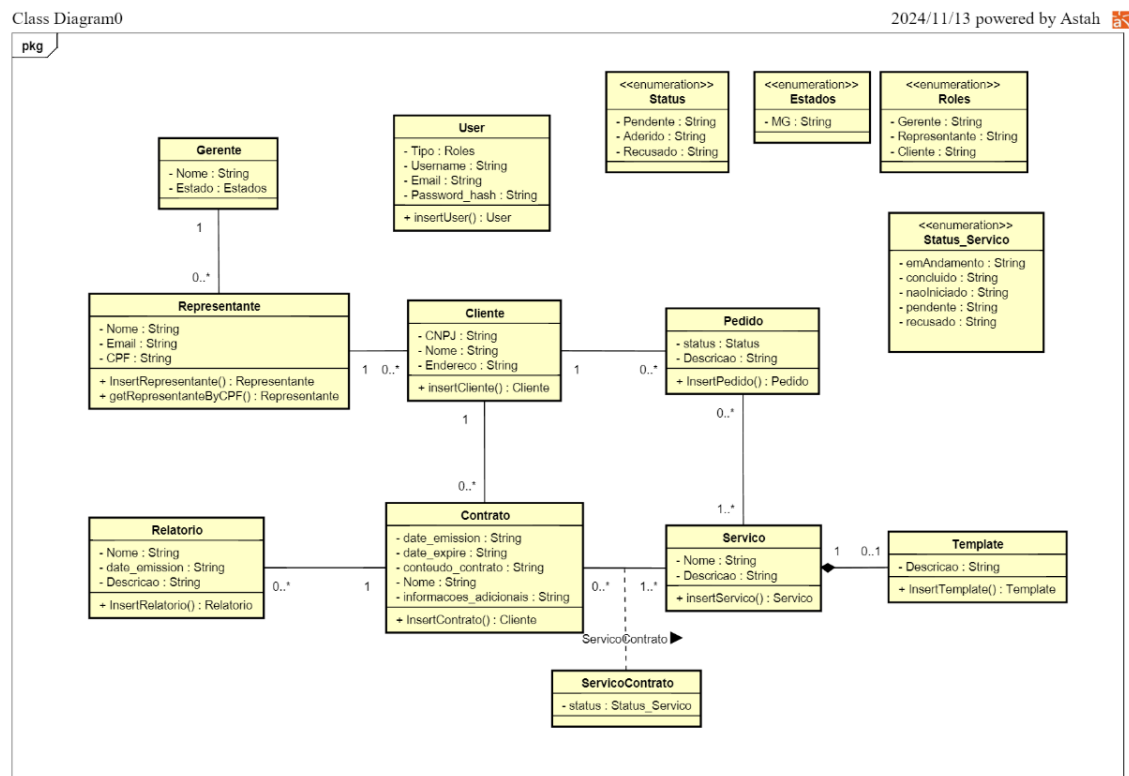 Class Diagram0
2024/11/13 powered by Astah
pkg
<<enumeration>>
Status
- Pendente : String
- Aderido : String
- Recusado : String
<<enumeration>>
Estados
- MG : String
<<enumeration>>
Roles
- Gerente : String
- Representante : String
- Cliente : String
User
- Tipo : Roles
- Username : String
- Email : String
- Password_hash : String
+ insertUser() : User
Gerente
- Nome : String
- Estado : Estados
1
0..*
<<enumeration>>
Status_Servico
- emAndamento : String
- concluido : String
- naoIniciado : String
- pendente : String
- recusado : String
Representante
- Nome : String
- Email : String
- CPF : String
+ InsertRepresentante() : Representante
+ getRepresentanteByCPF() : Representante
1
0..*
Cliente
- CNPJ : String
- Nome : String
- Endereco : String
+ insertCliente() : Cliente
1
0..*
Pedido
- status : Status
- Descricao : String
+ InsertPedido() : Pedido
1
0..*
0..*
1..*
Relatorio
- Nome : String
- date_emission : String
- Descricao : String
+ InsertRelatorio() : Relatorio
0..*
1
Contrato
- date_emission : String
- date_expire : String
- conteudo_contrato : String
- Nome : String
- informacoes_adicionais : String
+ InsertContrato() : Cliente
0..*
1..*
Servico
- Nome : String
- Descricao : String
+ insertServico() : Servico
1
0..1
Template
- Descricao : String
+ InsertTemplate() : Template
ServicoContrato
ServicoContrato
- status : Status_Servico